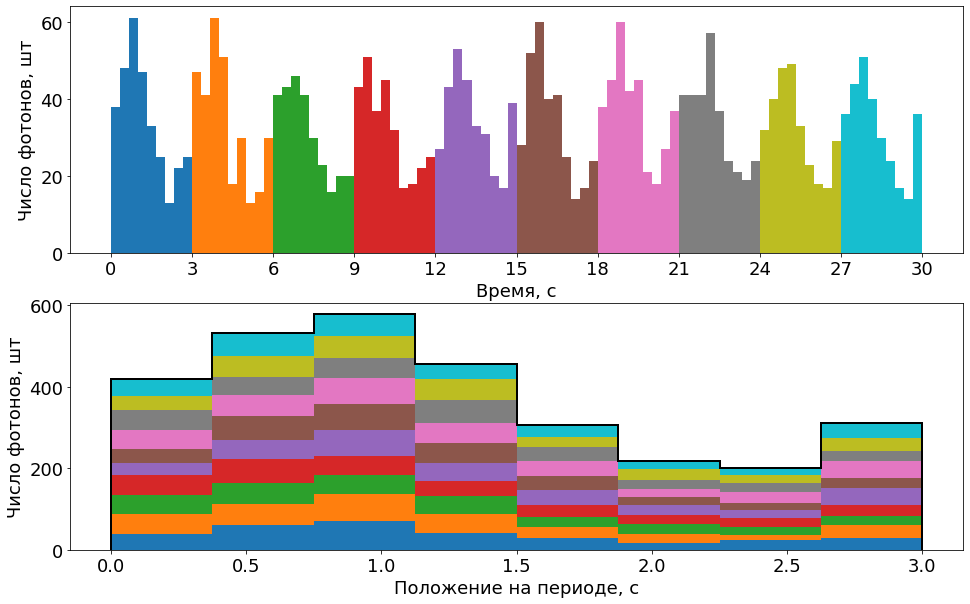 Число фотонов, шт
60
40
20
0
0 3 6 9 12 15 18 21 24 27 30
Время, с
Число фотонов, шт
600
400
200
0
0.0 0.5 1.0 1.5 2.0 2.5 3.0
Положение на периоде, с